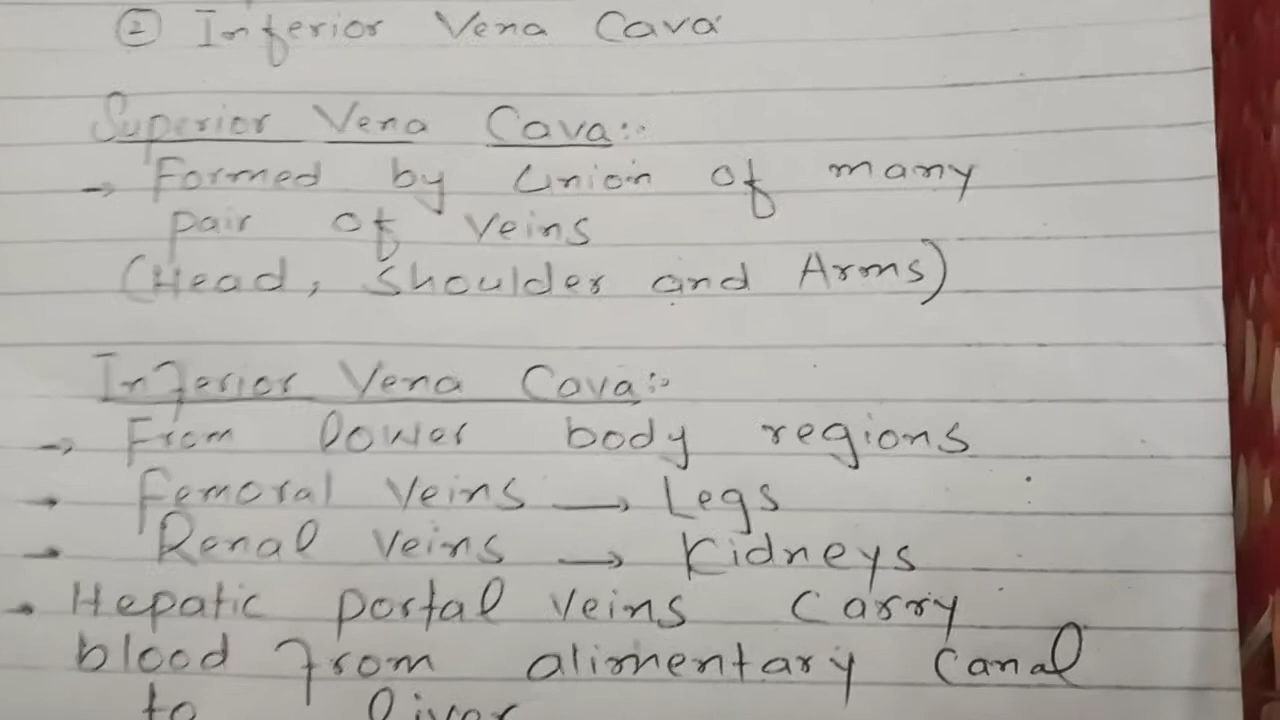 ② Inferior Vena Cava
Superior Vena Cava:-
→ Formed by Union of many
pair of veins
(Head, Shoulder and Arms)
Inferior Vena Cava:-
→ From lower body regions
→ Femoral Veins → Legs
→ Renal Veins → Kidneys
→ Hepatic portal veins carry
blood from alimentary canal
to liver